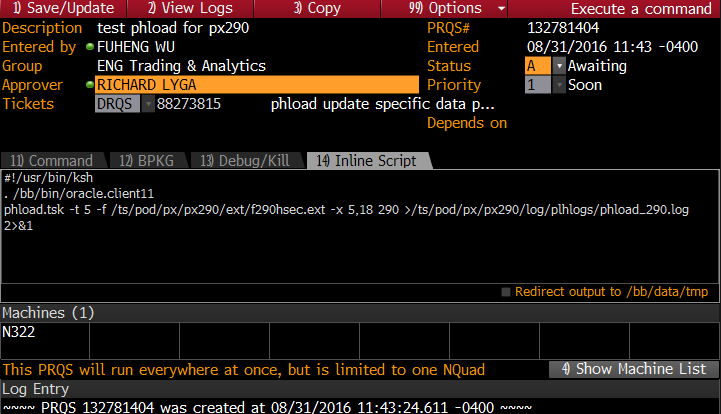 1) Save/Update 2) View Logs 3) Copy 99) Options Execute a command
Description test phload for px290 PRQS# 132781404
Entered by FUHENG WU Entered 08/31/2016 11:43 -0400
Group ENG Trading & Analytics Status A Awaiting
Approver RICHARD LYGA Priority 1 Soon
Tickets DRQS 88273815 phload update specific data p...
Depends on
11) Command 12) BPKG 13) Debug/Kill 14) Inline Script
#!/usr/bin/ksh
. /bb/bin/oracle.client11
phload.tsk -t 5 -f /ts/pod/px/px290/ext/f290hsec.ext -x 5,18 290 >/ts/pod/px/px290/log/plhlogs/phload_290.log
2>&1
Redirect output to /bb/data/tmp
Machines (1)
N322
This PRQS will run everywhere at once, but is limited to one NQuad 4) Show Machine List
Log Entry
~~~~ PRQS 132781404 was created at 08/31/2016 11:43:24.611 -0400 ~~~~